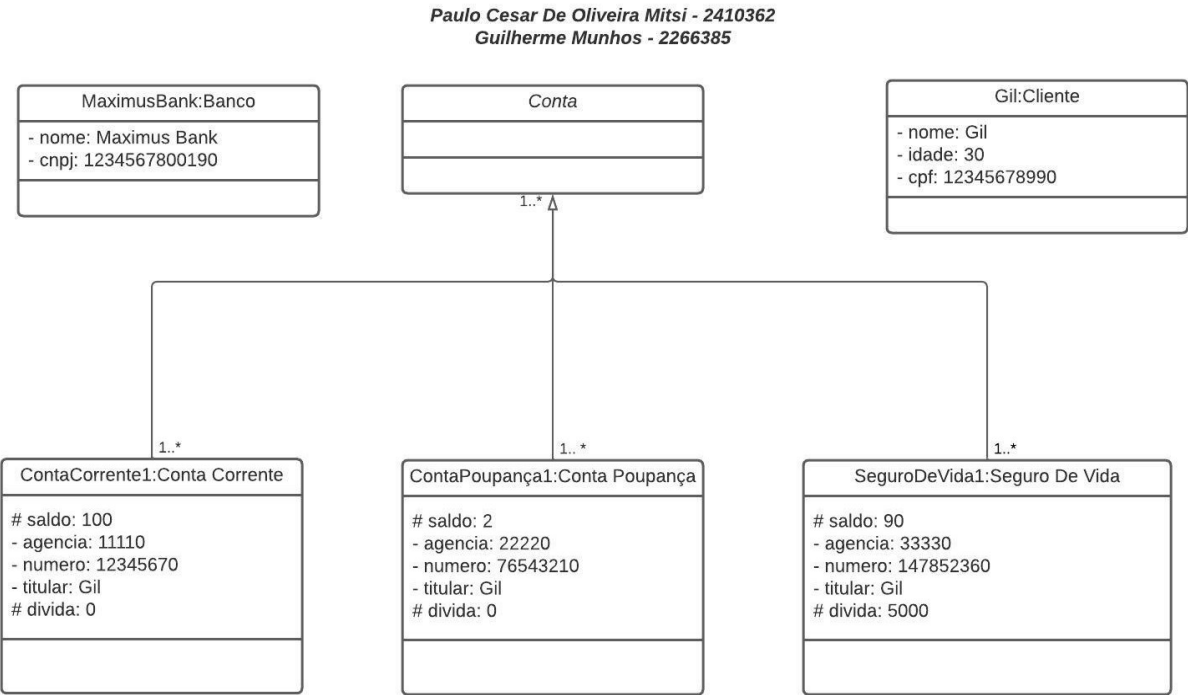 Paulo Cesar De Oliveira Mitsi - 2410362
Guilherme Munhos - 2266385
MaximusBank:Banco
- nome: Maximus Bank
- cnpj: 1234567800190
Conta
Gil:Cliente
- nome: Gil
- idade: 30
- cpf: 12345678990
1..*
1..*
ContaCorrente1:Conta Corrente
# saldo: 100
- agencia: 11110
- numero: 12345670
- titular: Gil
# divida: 0
1.. *
ContaPoupança1:Conta Poupança
# saldo: 2
- agencia: 22220
- numero: 76543210
- titular: Gil
# divida: 0
1..*
SeguroDeVida1:Seguro De Vida
# saldo: 90
- agencia: 33330
- numero: 147852360
- titular: Gil
# divida: 5000